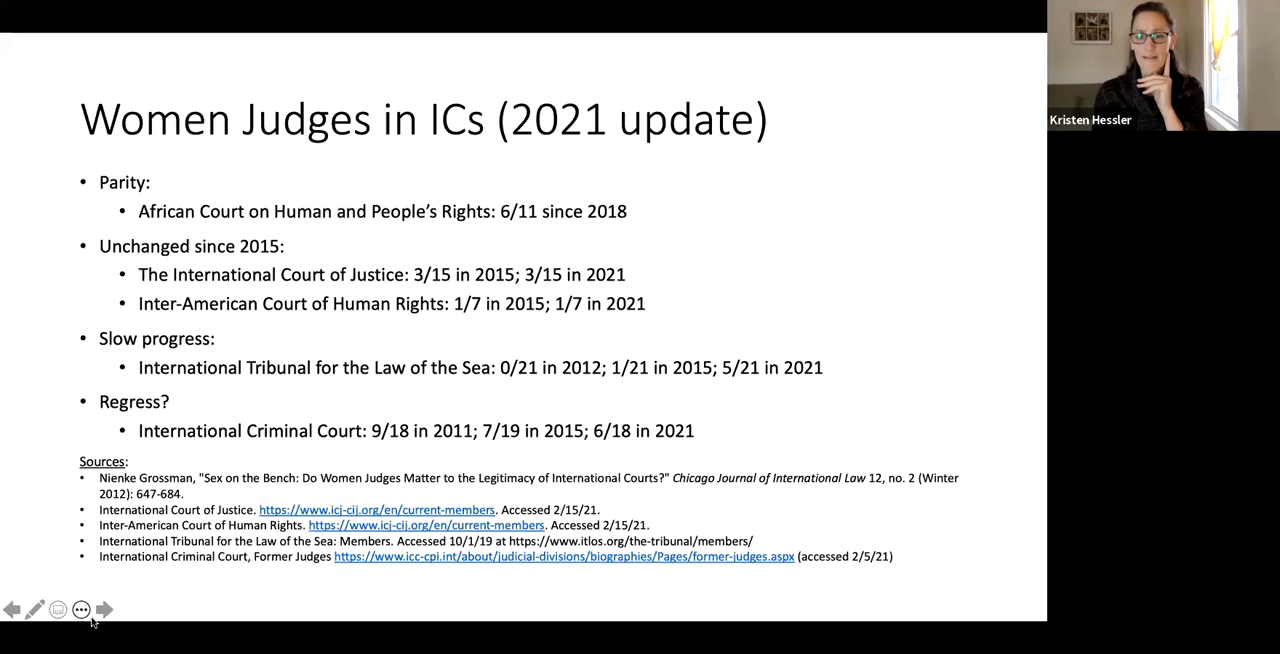 Women Judges in ICs (2021 update)
• Parity:
• African Court on Human and People's Rights: 6/11 since 2018
• Unchanged since 2015:
• The International Court of Justice: 3/15 in 2015; 3/15 in 2021
• Inter-American Court of Human Rights: 1/7 in 2015; 1/7 in 2021
• Slow progress:
• International Tribunal for the Law of the Sea: 0/21 in 2012; 1/21 in 2015; 5/21 in 2021
• Regress?
• International Criminal Court: 9/18 in 2011; 7/19 in 2015; 6/18 in 2021
Sources:
• Nienke Grossman, "Sex on the Bench: Do Women Judges Matter to the Legitimacy of International Courts?" Chicago Journal of International Law 12, no. 2 (Winter
2012): 647-684.
• International Court of Justice. https://www.icj-cij.org/en/current-members. Accessed 2/15/21.
• Inter-American Court of Human Rights. https://www.icj-cij.org/en/current-members. Accessed 2/15/21.
• International Tribunal for the Law of the Sea: Members. Accessed 10/1/19 at https://www.itlos.org/the-tribunal/members/
• International Criminal Court, Former Judges https://www.icc-cpi.int/about/judicial-divisions/biographies/Pages/former-judges.aspx (accessed 2/5/21)
Kristen Hessler